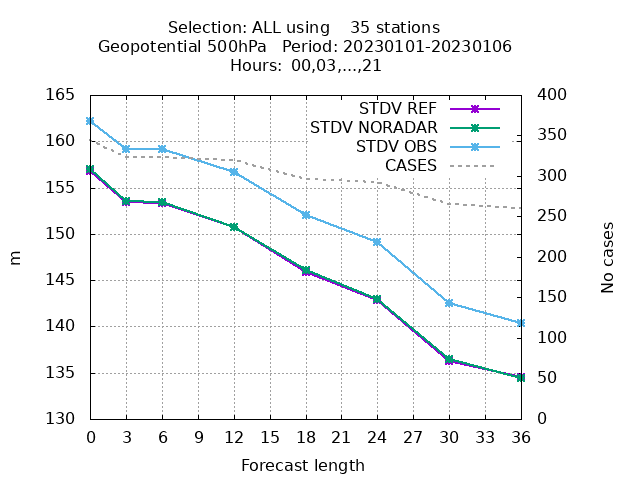 Selection: ALL using    35 stations
Geopotential 500hPa   Period: 20230101-20230106
Hours: 00,03,...,21
165 400
160 350
155 300
150 250
145 200
140 150
135 100
130 50
0
STDV REF
STDV NORADAR
STDV OBS
CASES
m
No cases
0 3 6 9 12 15 18 21 24 27 30 33 36
Forecast length